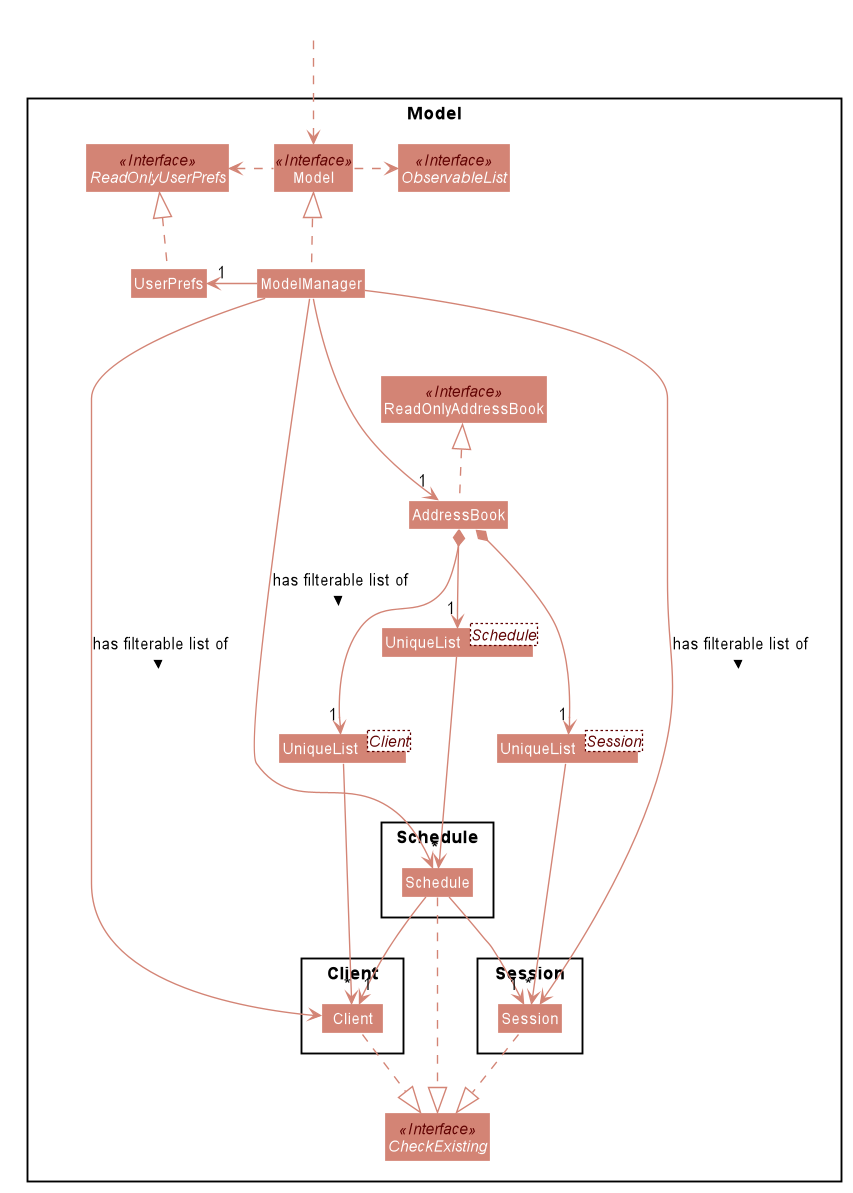 Model
«Interface»
ReadOnlyUserPrefs
«Interface»
Model
«Interface»
ObservableList
UserPrefs
1
ModelManager
«Interface»
ReadOnlyAddressBook
1
AddressBook
has filterable list of
▼
1
UniqueList
Schedule
has filterable list of
▼
has filterable list of
▼
1
UniqueList
Client
1
UniqueList
Session
Schedule
*
Schedule
Client
* 1
Client
Session
1 *
Session
«Interface»
CheckExisting